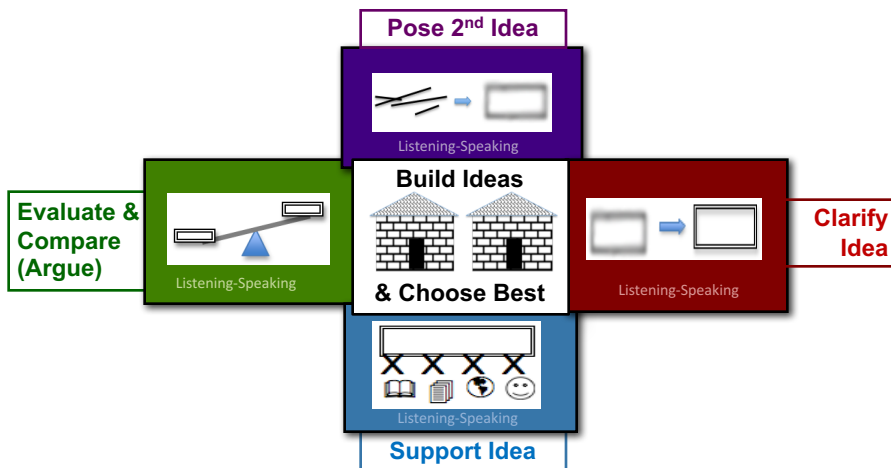 Pose 2nd Idea
Listening-Speaking
Evaluate &
Compare
(Argue)
Listening-Speaking
Build Ideas
& Choose Best
Clarify
Idea
Listening-Speaking
Listening-Speaking
Support Idea